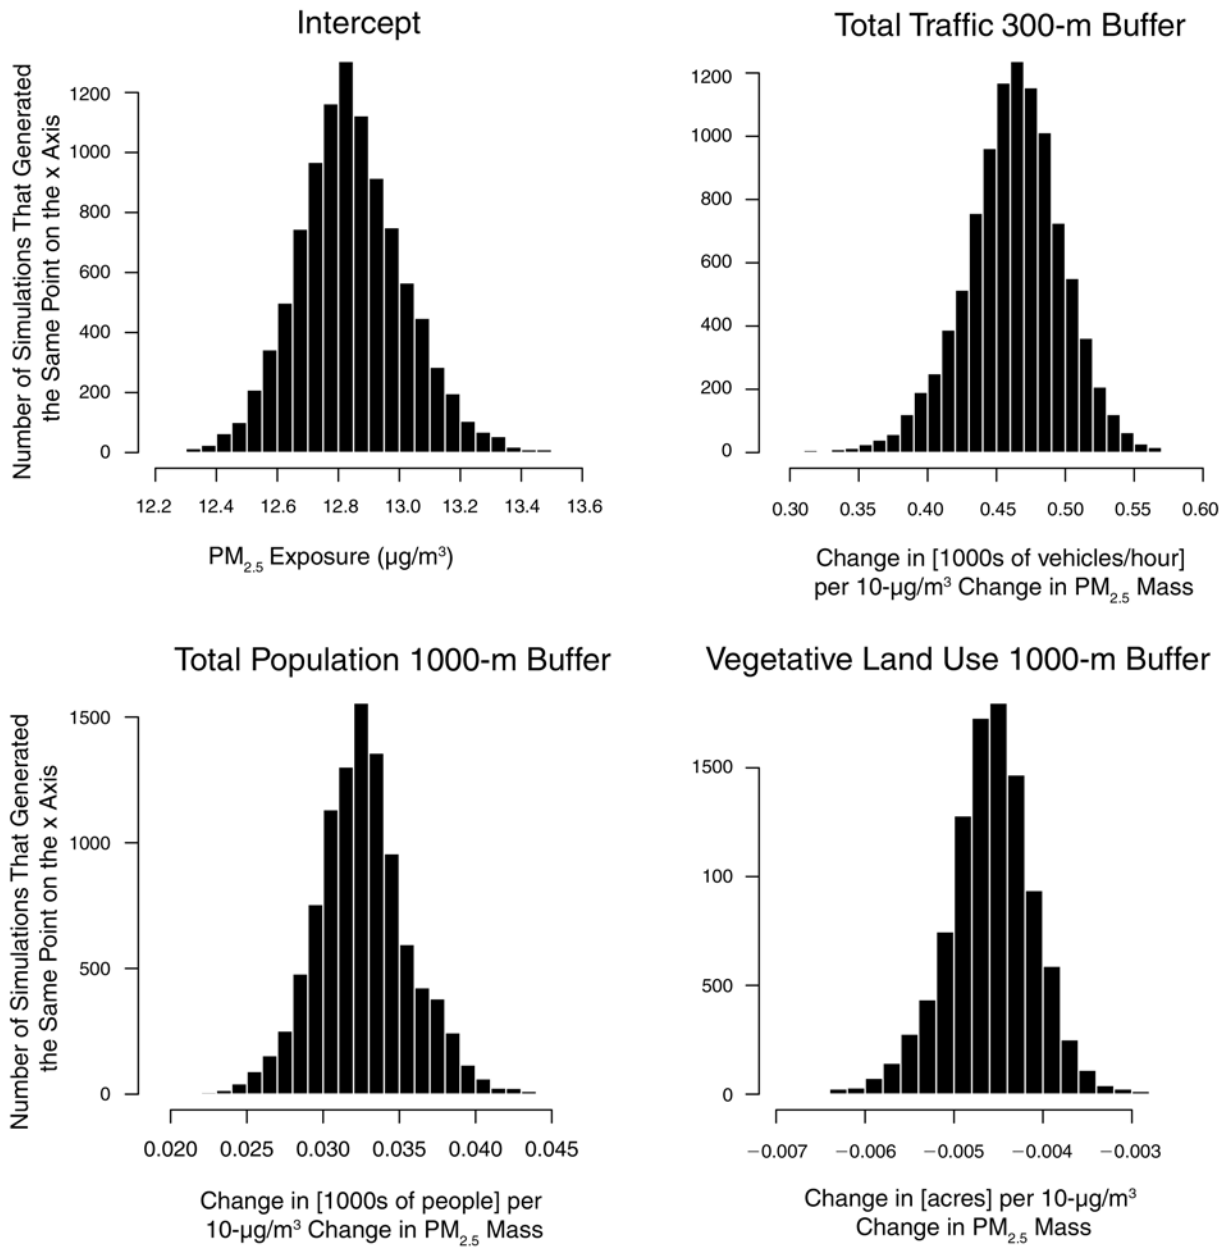 Intercept
Number of Simulations That Generated
the Same Point on the x Axis
1200
1000
800
600
400
200
0
12.2 12.4 12.6 12.8 13.0 13.2 13.4 13.6
PM2.5 Exposure (µg/m³)
Total Traffic 300-m Buffer
1200
1000
800
600
400
200
0
0.30 0.35 0.40 0.45 0.50 0.55 0.60
Change in [1000s of vehicles/hour]
per 10-µg/m³ Change in PM2.5 Mass
Total Population 1000-m Buffer
Number of Simulations That Generated
the Same Point on the x Axis
1500
1000
500
0
0.020 0.025 0.030 0.035 0.040 0.045
Change in [1000s of people] per
10-µg/m³ Change in PM2.5 Mass
Vegetative Land Use 1000-m Buffer
1500
100
500
0
−0.007 −0.006 −0.005 −0.004 −0.003
Change in [acres] per 10-µg/m³
Change in PM2.5 Mass